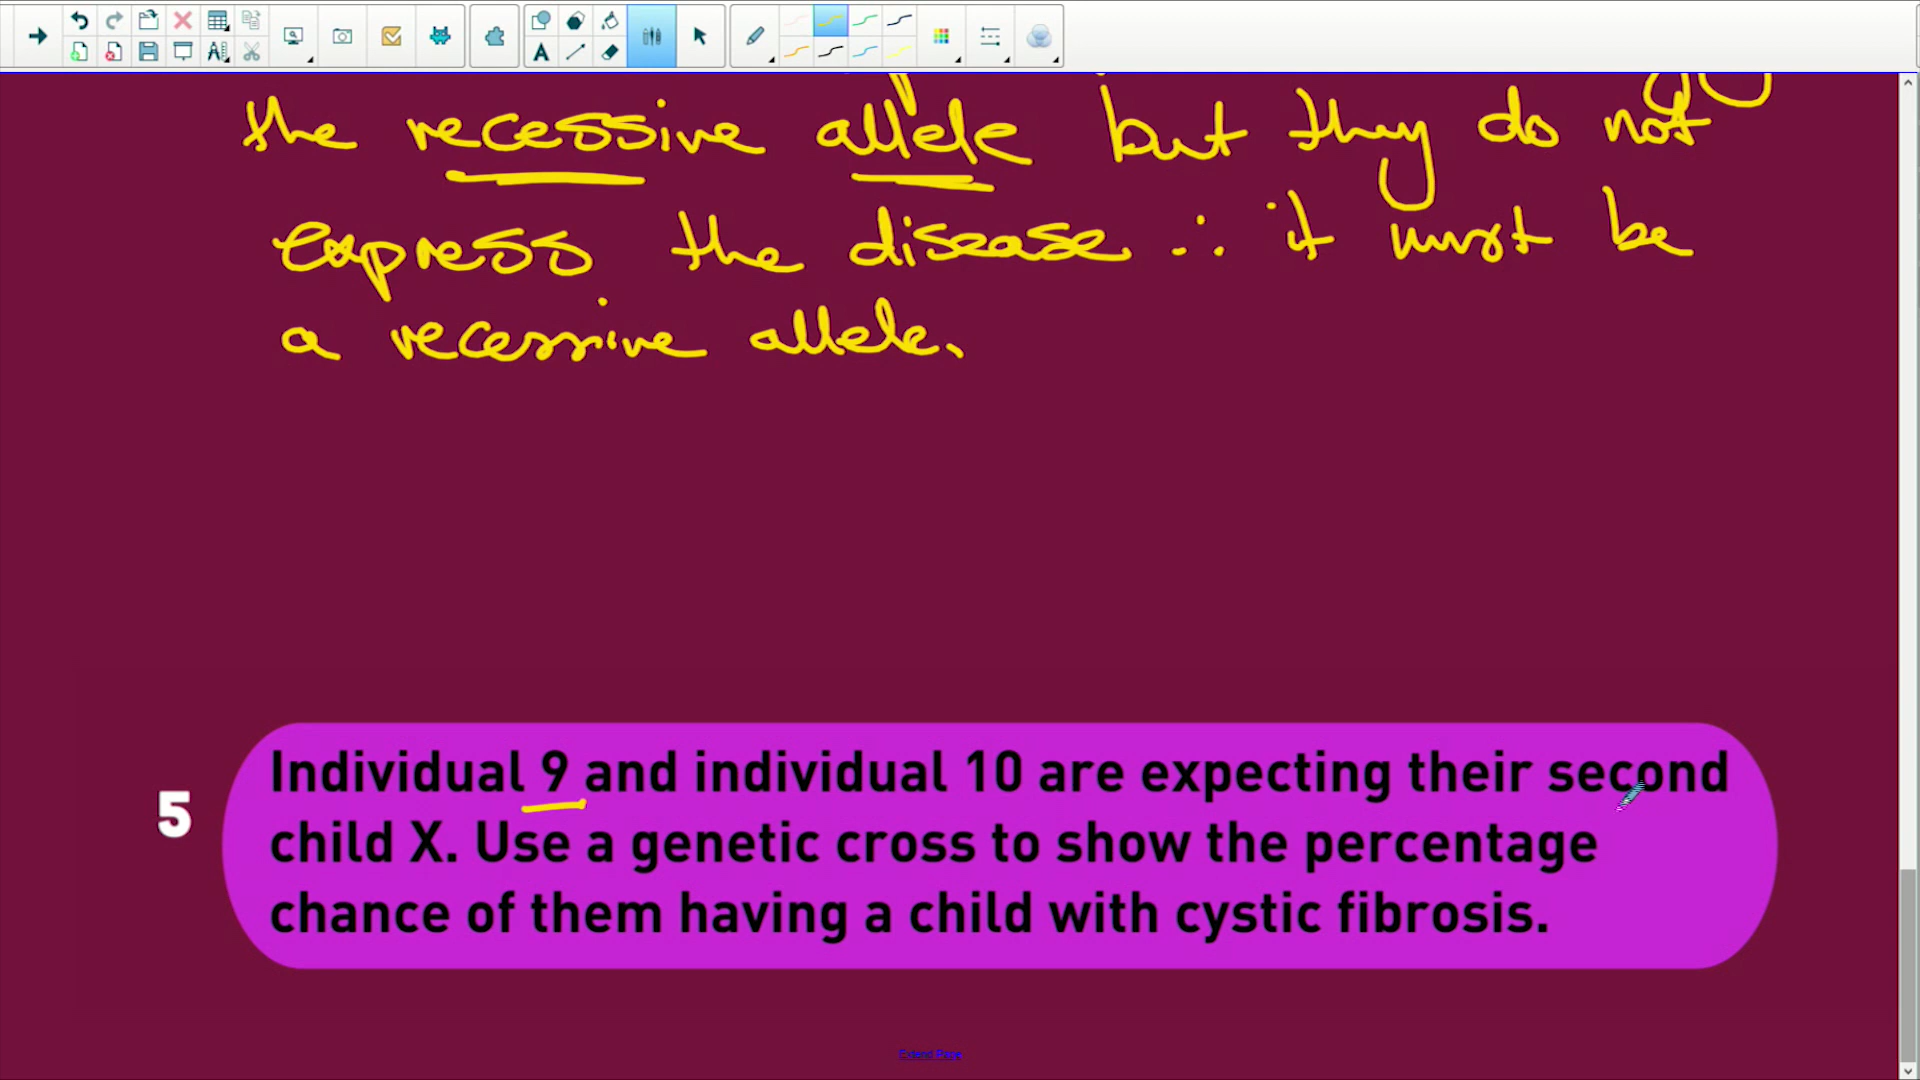 the recessive allele but they do not
express the disease ∴ it must be
a recessive allele.
5
Individual 9 and individual 10 are expecting their second
child X. Use a genetic cross to show the percentage
chance of them having a child with cystic fibrosis.
Extend Page